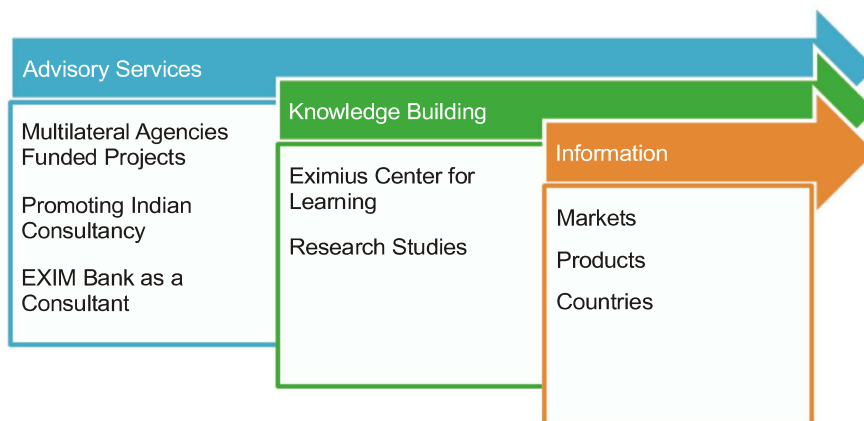 Advisory Services
Multilateral Agencies
Funded Projects
Promoting Indian
Consultancy
EXIM Bank as a
Consultant
Knowledge Building
Eximius Center for
Learning
Research Studies
Information
Markets
Products
Countries